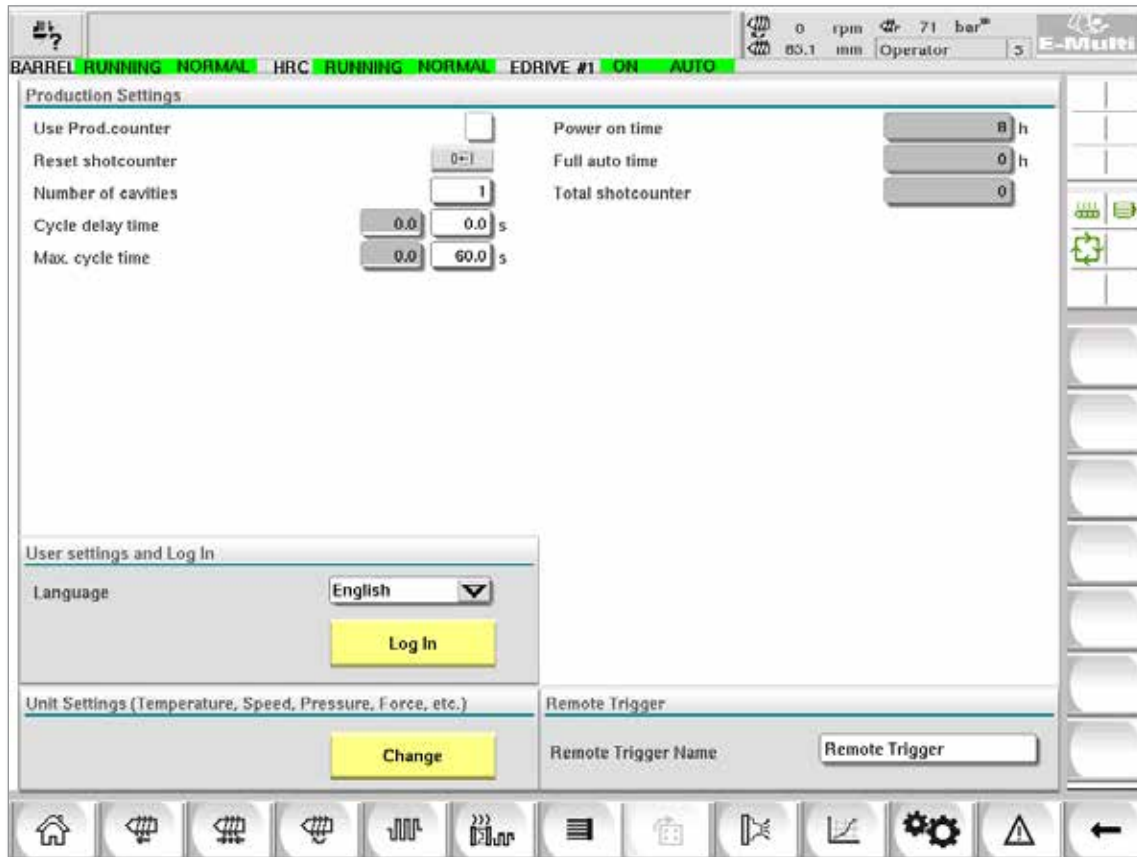 ?
0 rpm 71 bar
85.1 mm Operator 5
E-Multi
BARREL RUNNING NORMAL HRC RUNNING NORMAL EDRIVE #1 ON AUTO
Production Settings
Use Prod.counter
Reset shotcounter
Number of cavities 1
Cycle delay time 0.0 0.0 s
Max. cycle time 0.0 60.0 s
Power on time 8 h
Full auto time 0 h
Total shotcounter 0
User settings and Log In
Language English
Log In
Unit Settings (Temperature, Speed, Pressure, Force, etc.)
Change
Remote Trigger
Remote Trigger Name Remote Trigger